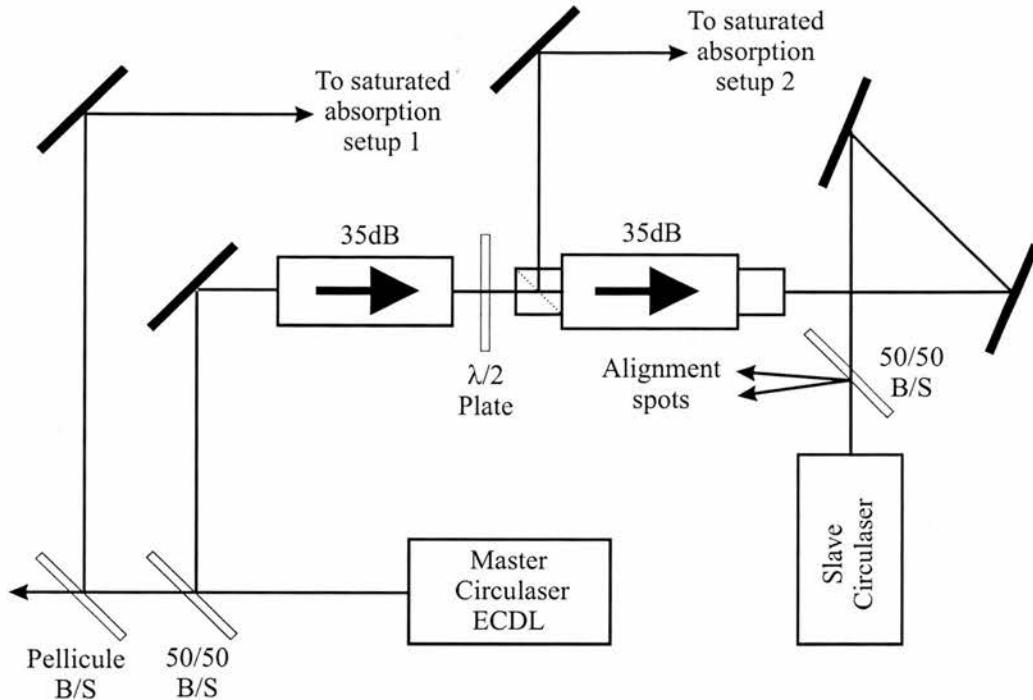 To saturated
absorption
setup 1
To saturated
absorption
setup 2
35dB
35dB
λ/2
Plate
Alignment
spots
50/50
B/S
Master
Circulaser
ECDL
Slave
Circulaser
Pellicule
B/S
50/50
B/S